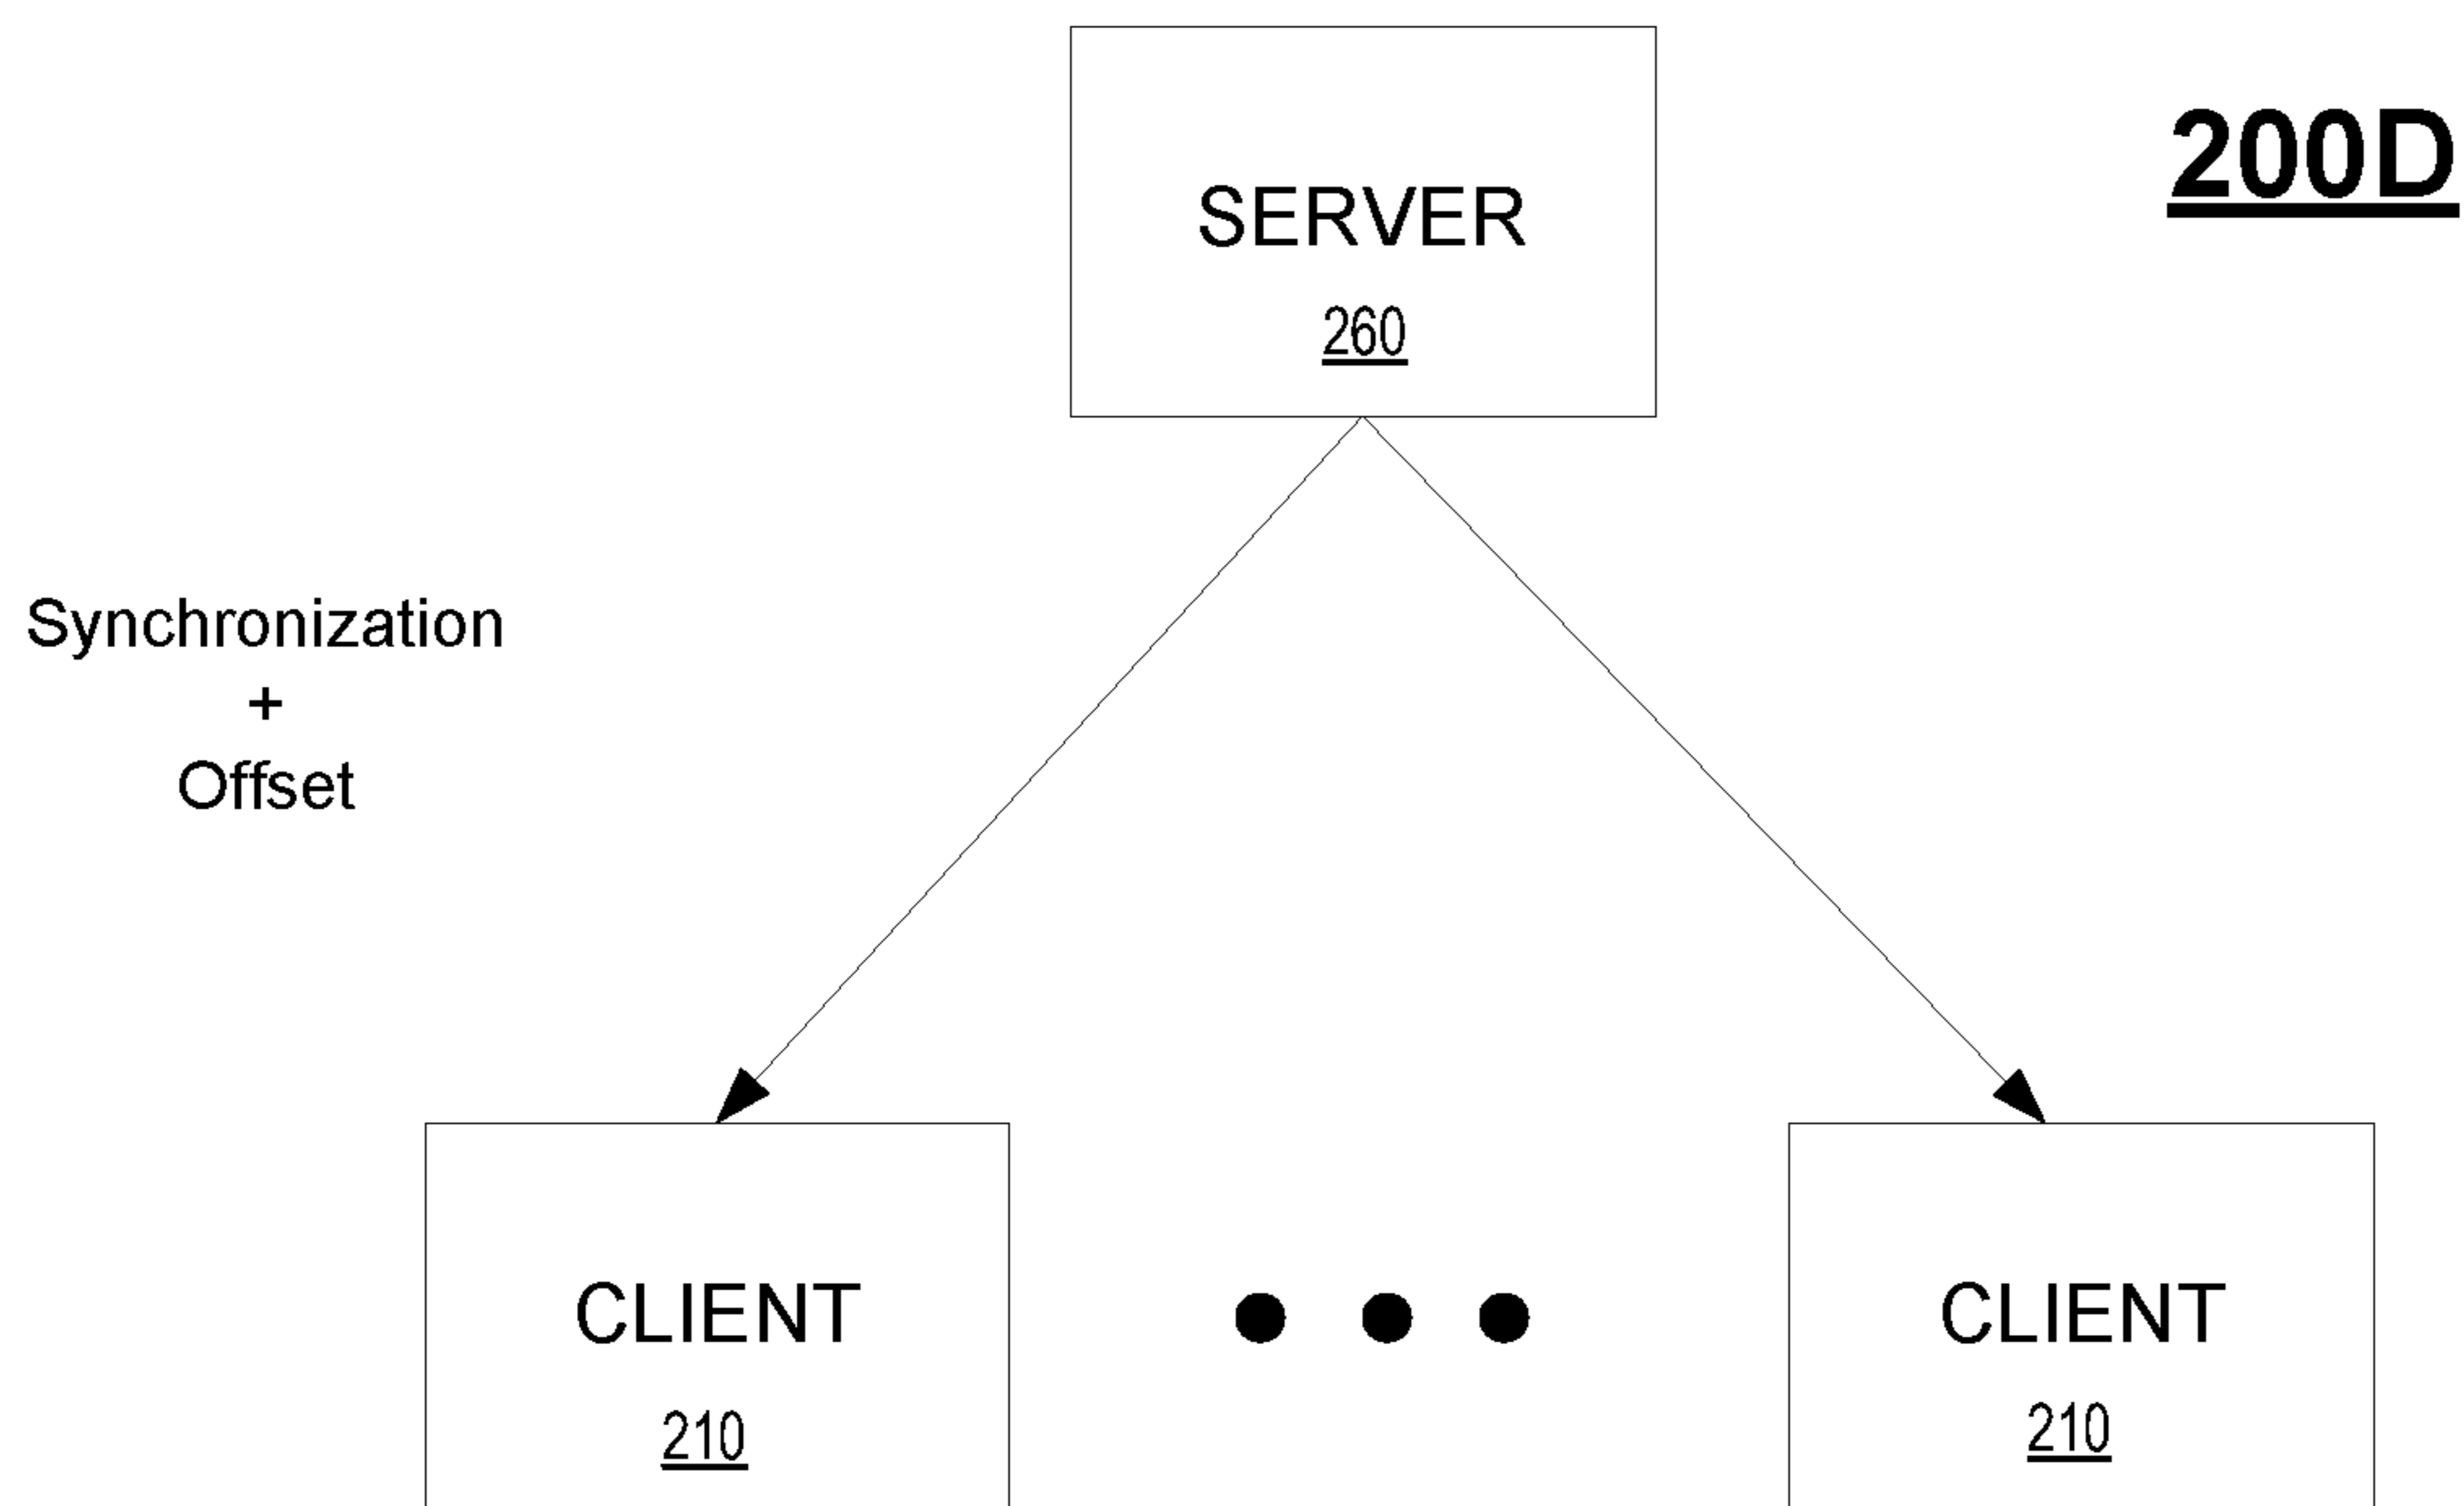 200D
SERVER
260
Synchronization
+
Offset
CLIENT
210
CLIENT
210